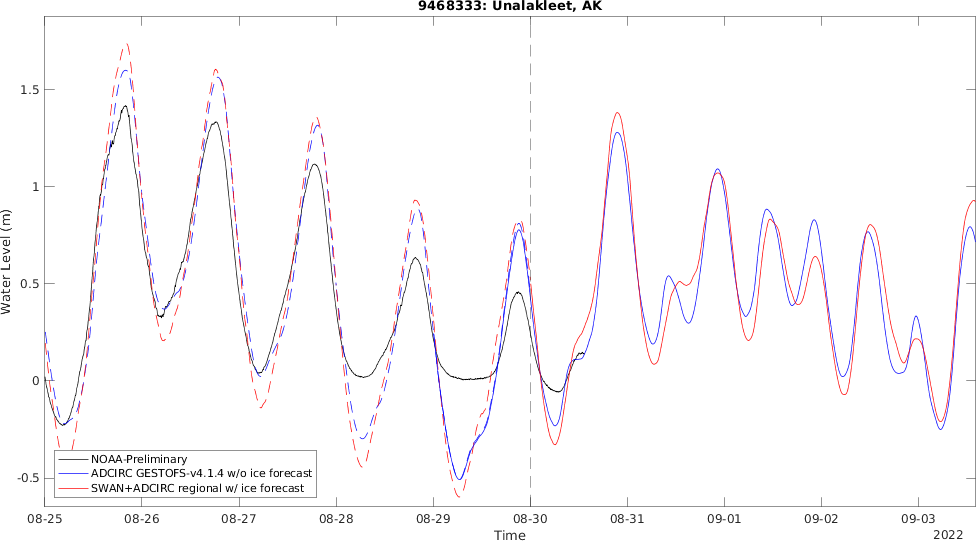 9468333: Unalakleet, AK
Water Level (m)
1.5
1
0.5
0
-0.5
NOAA-Preliminary
ADCIRC GESTOFS-v4.1.4 w/o ice forecast
SWAN+ADCIRC regional w/ ice forecast
08-25 08-26 08-27 08-28 08-29 08-30 08-31 09-01 09-02 09-03
Time
2022